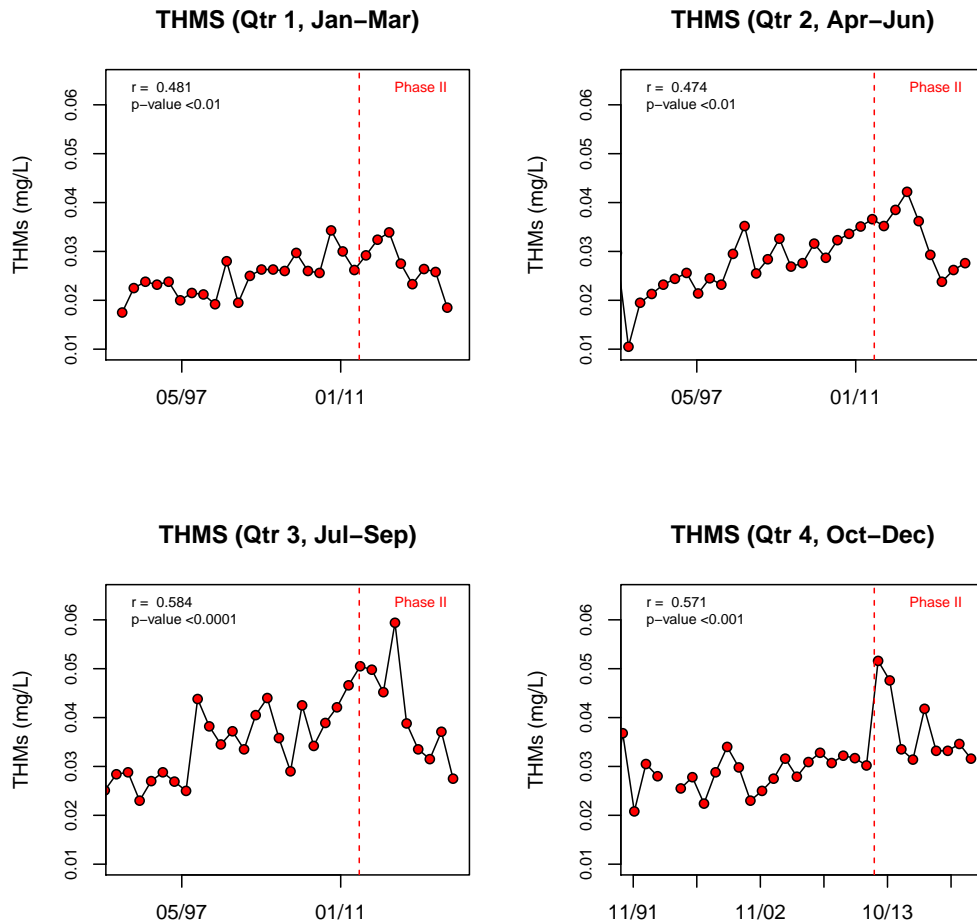 THMS (Qtr 1, Jan−Mar)
r = 0.481
p−value <0.01
Phase II
THMs (mg/L)
0.06
0.05
0.04
0.03
0.02
0.01
05/97
01/11
THMS (Qtr 2, Apr−Jun)
r = 0.474
p−value <0.01
Phase II
THMs (mg/L)
0.06
0.05
0.04
0.03
0.02
0.01
05/97
01/11
THMS (Qtr 3, Jul−Sep)
r = 0.584
p−value <0.0001
Phase II
THMs (mg/L)
0.06
0.05
0.04
0.03
0.02
0.01
05/97
01/11
THMS (Qtr 4, Oct−Dec)
r = 0.571
p−value <0.001
Phase II
THMs (mg/L)
0.06
0.05
0.04
0.03
0.02
0.01
11/91
11/02
10/13